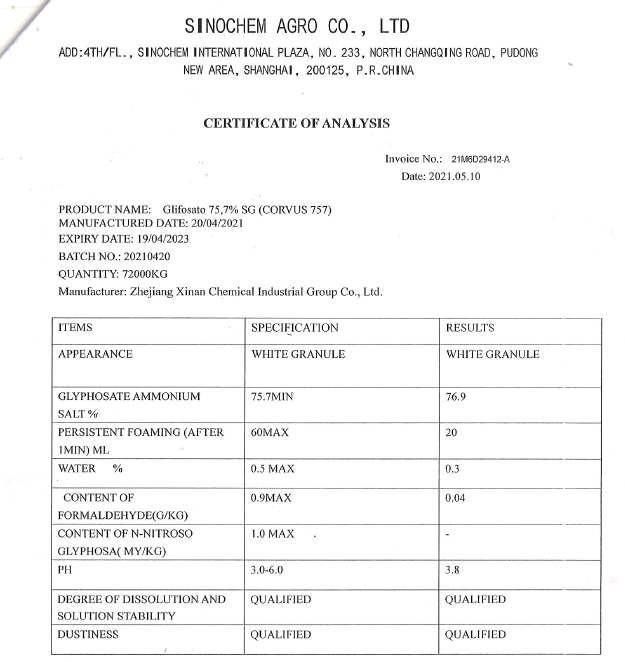 SINOCHEM AGRO CO., LTD
ADD:4TH/FL., SINOCHEM INTERNATIONAL PLAZA, NO. 233, NORTH CHANGQING ROAD, PUDONG
NEW AREA, SHANGHAI, 200125, P.R.CHINA
CERTIFICATE OF ANALYSIS
Invoice No.: 21M6D29412-A
Date: 2021.05.10
PRODUCT NAME: Glifosato 75,7% SG (CORVUS 757)
MANUFACTURED DATE: 20/04/2021
EXPIRY DATE: 19/04/2023
BATCH NO.: 20210420
QUANTITY: 72000KG
Manufacturer: Zhejiang Xinan Chemical Industrial Group Co., Ltd.
ITEMS SPECIFICATION RESULTS
APPEARANCE WHITE GRANULE WHITE GRANULE
GLYPHOSATE AMMONIUM 75.7MIN 76.9
SALT %
PERSISTENT FOAMING (AFTER 60MAX 20
1MIN) ML
WATER % 0.5 MAX 0.3
CONTENT OF 0.9MAX 0.04
FORMALDEHYDE(G/KG)
CONTENT OF N-NITROSO 1.0 MAX -
GLYPHOSA( MY/KG)
PH 3.0-6.0 3.8
DEGREE OF DISSOLUTION AND QUALIFIED QUALIFIED
SOLUTION STABILITY
DUSTINESS QUALIFIED QUALIFIED